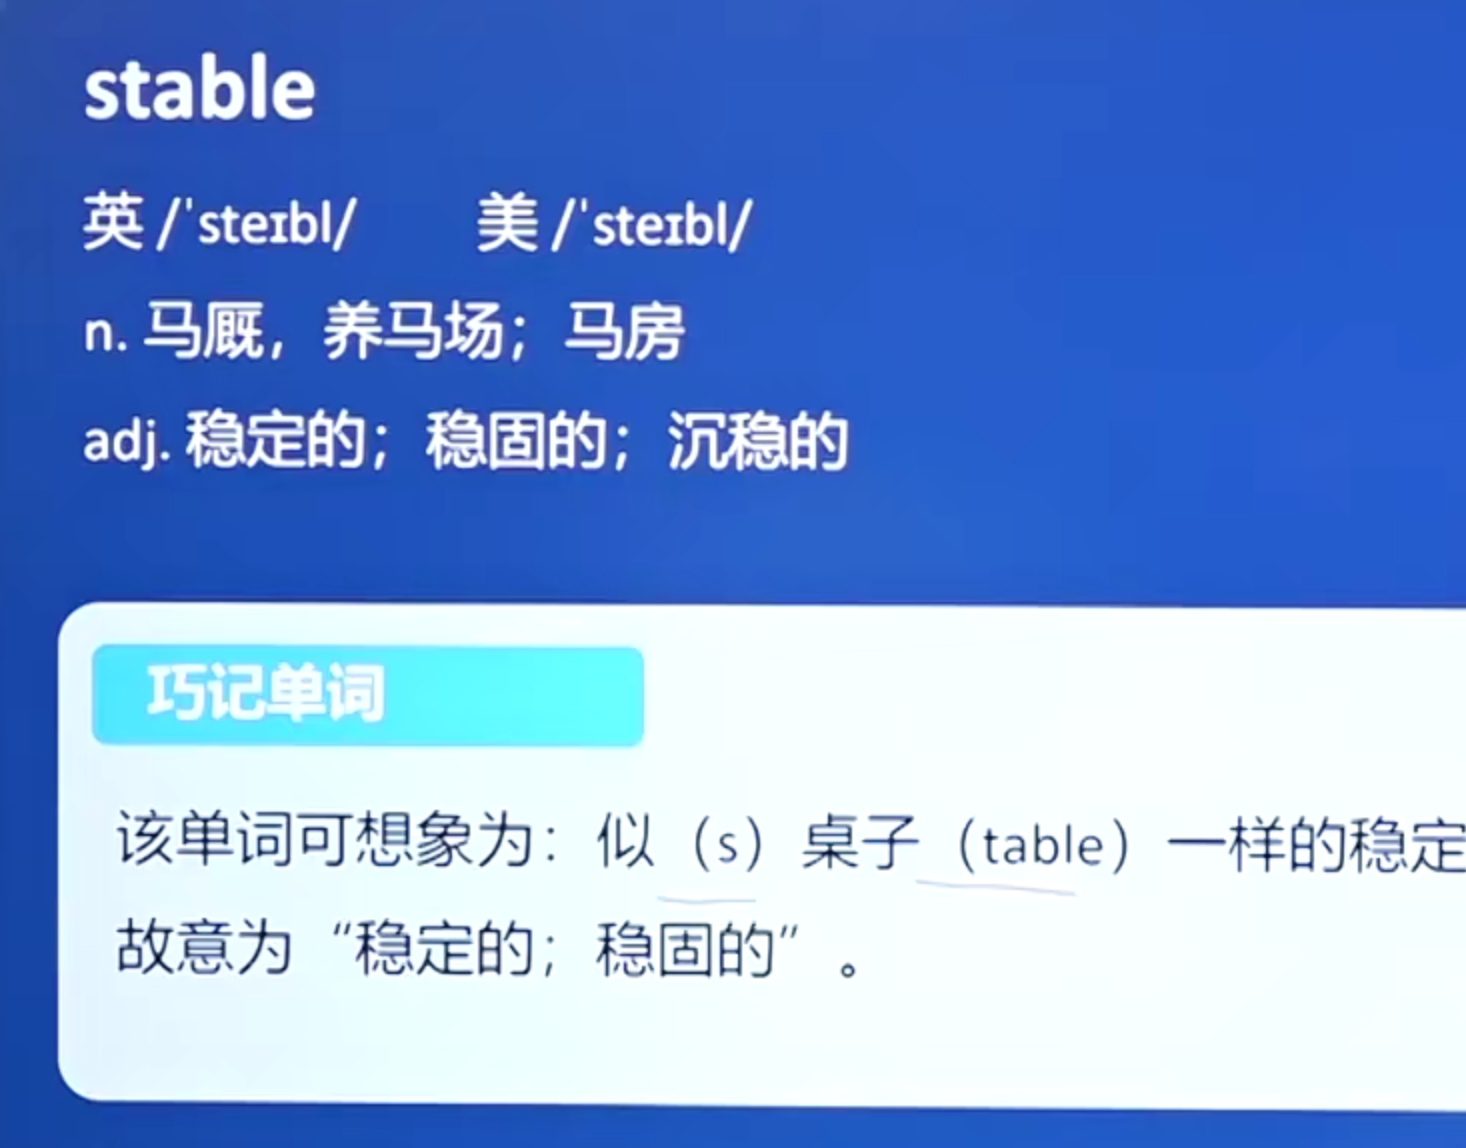 stable
英 /ˈsteɪbl/ 美 /ˈsteɪbl/
n. 马厩，养马场；马房
adj. 稳定的；稳固的；沉稳的
巧记单词
该单词可想象为：似（s）桌子（table）一样的稳定
故意为“稳定的；稳固的”。